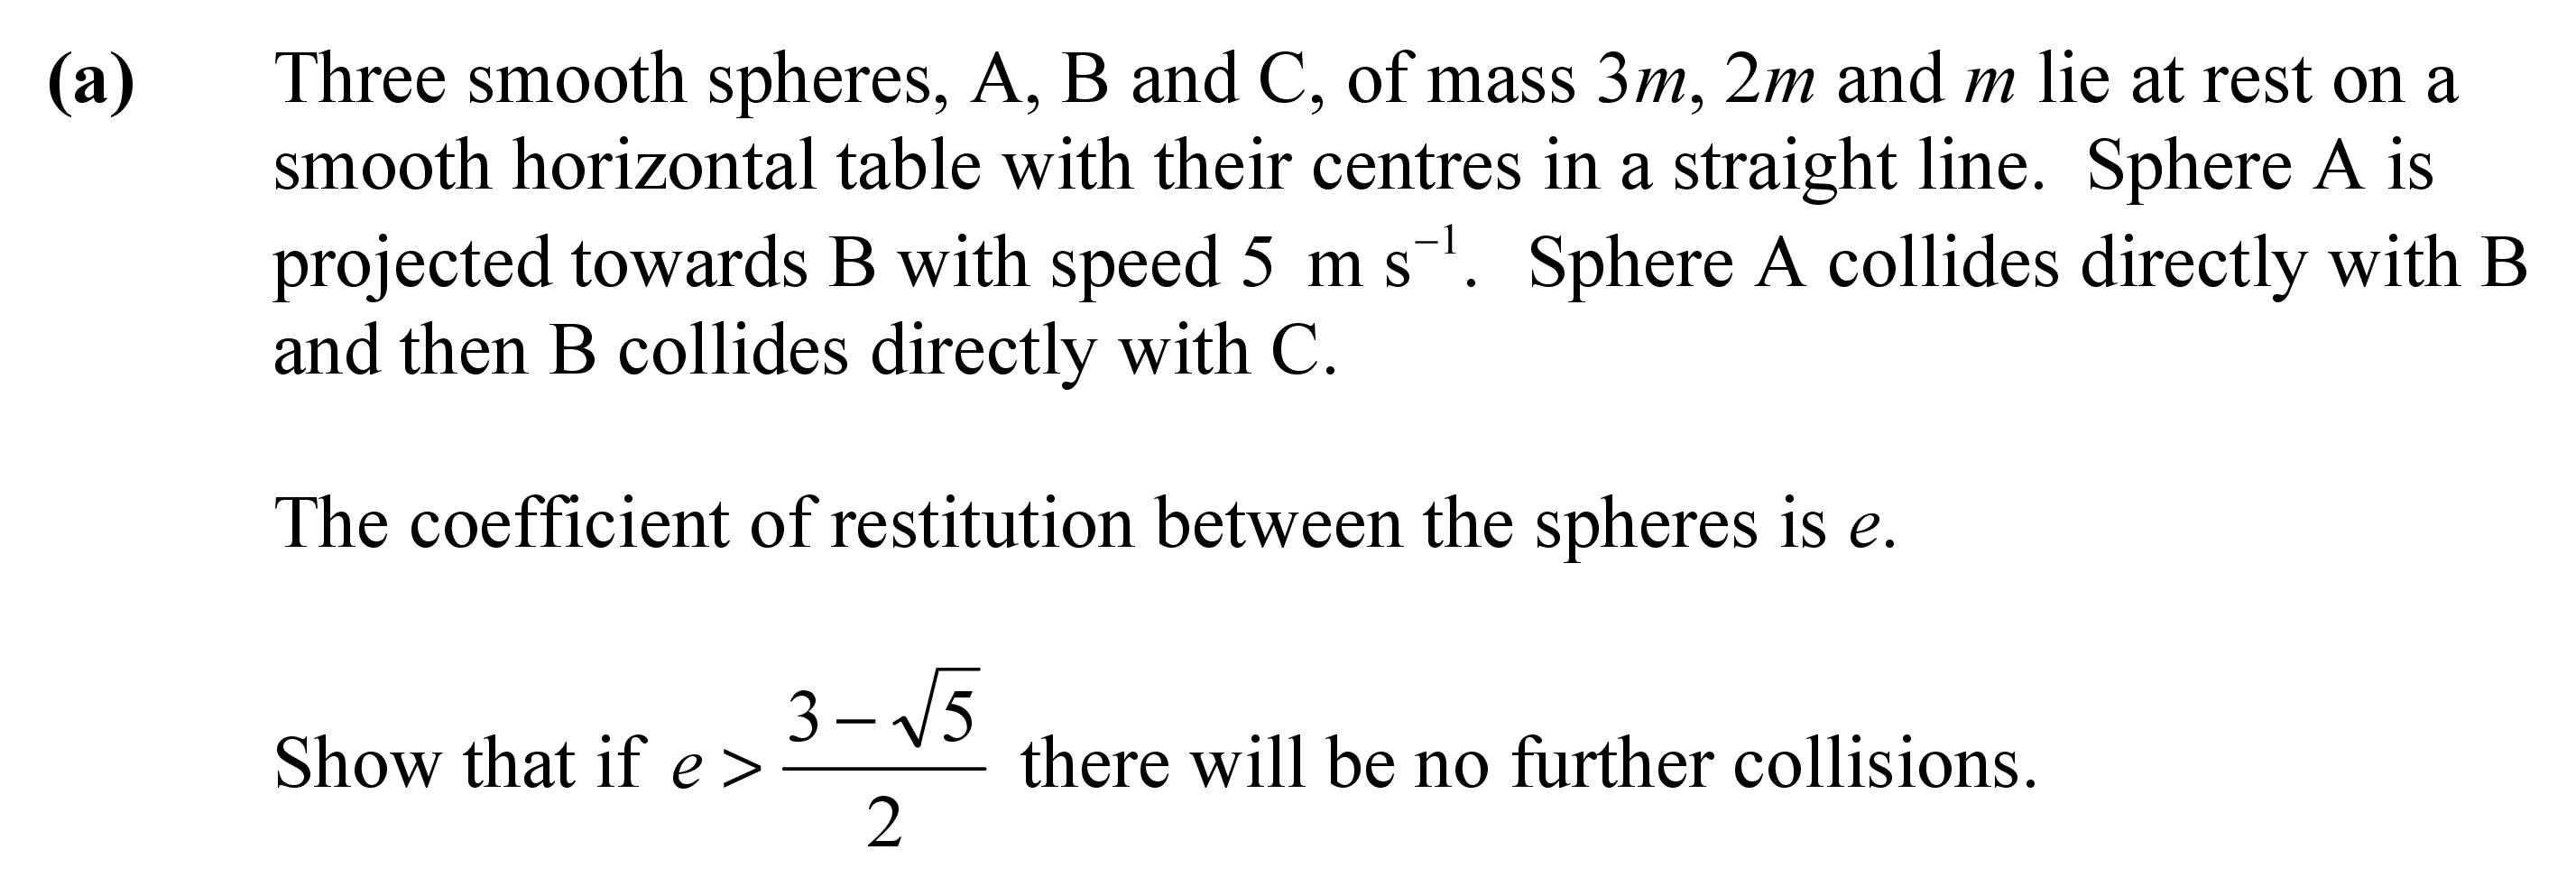 (a) Three smooth spheres, A, B and C, of mass 3m, 2m and m lie at rest on a
smooth horizontal table with their centres in a straight line. Sphere A is
projected towards B with speed 5 m s⁻¹. Sphere A collides directly with B
and then B collides directly with C.
The coefficient of restitution between the spheres is e.
Show that if e > (3 − √5)/2 there will be no further collisions.